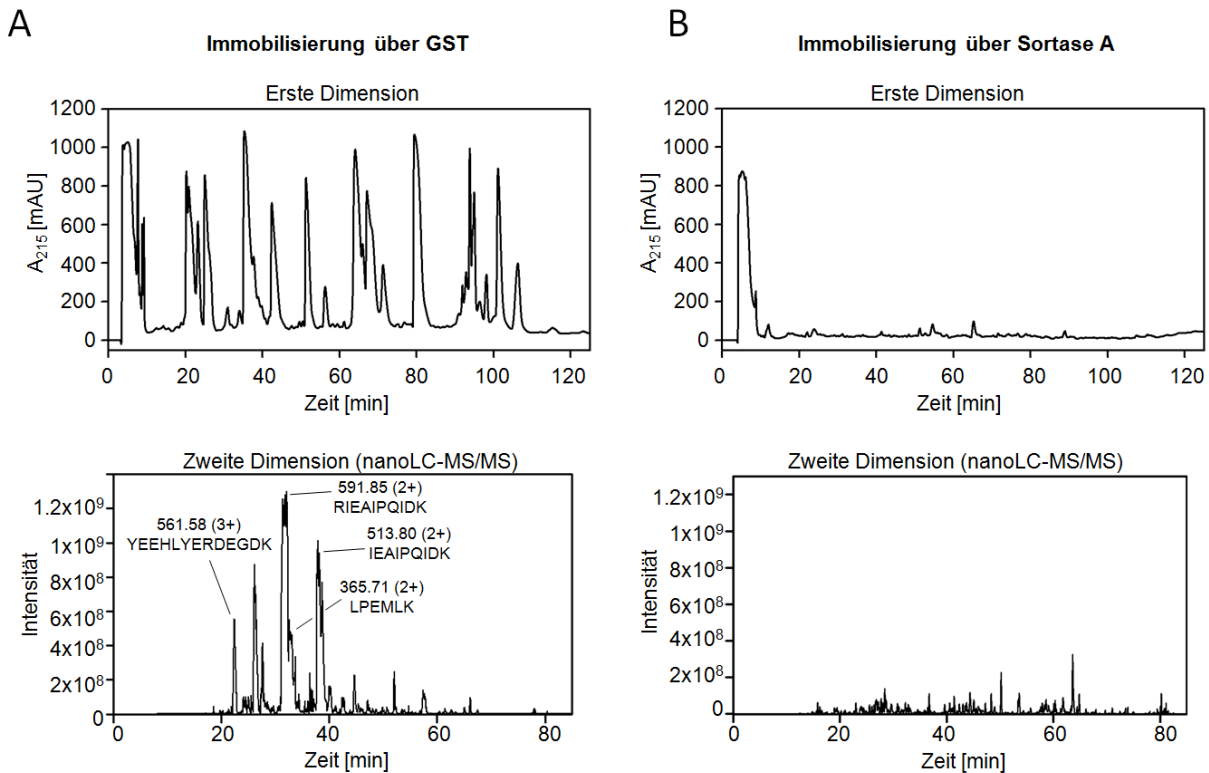 A
Immobilisierung über GST
Erste Dimension
1200
1000
800
600
400
200
0
A₂₁₅ [mAU]
0 20 40 60 80 100 120
Zeit [min]
B
Immobilisierung über Sortase A
Erste Dimension
1200
1000
800
600
400
200
0
A₂₁₅ [mAU]
0 20 40 60 80 100 120
Zeit [min]
Zweite Dimension (nanoLC-MS/MS)
1.2x10⁹
1x10⁹
8x10⁸
6x10⁸
4x10⁸
2x10⁸
0
Intensität
591.85 (2+)
RIEAIPQIDK
561.58 (3+)
YEEHLYERDEGDK
513.80 (2+)
IEAIPQIDK
365.71 (2+)
LPEMLK
0 20 40 60 80
Zeit [min]
Zweite Dimension (nanoLC-MS/MS)
1.2x10⁹
1x10⁹
8x10⁸
6x10⁸
4x10⁸
2x10⁸
0
Intensität
0 20 40 60 80
Zeit [min]